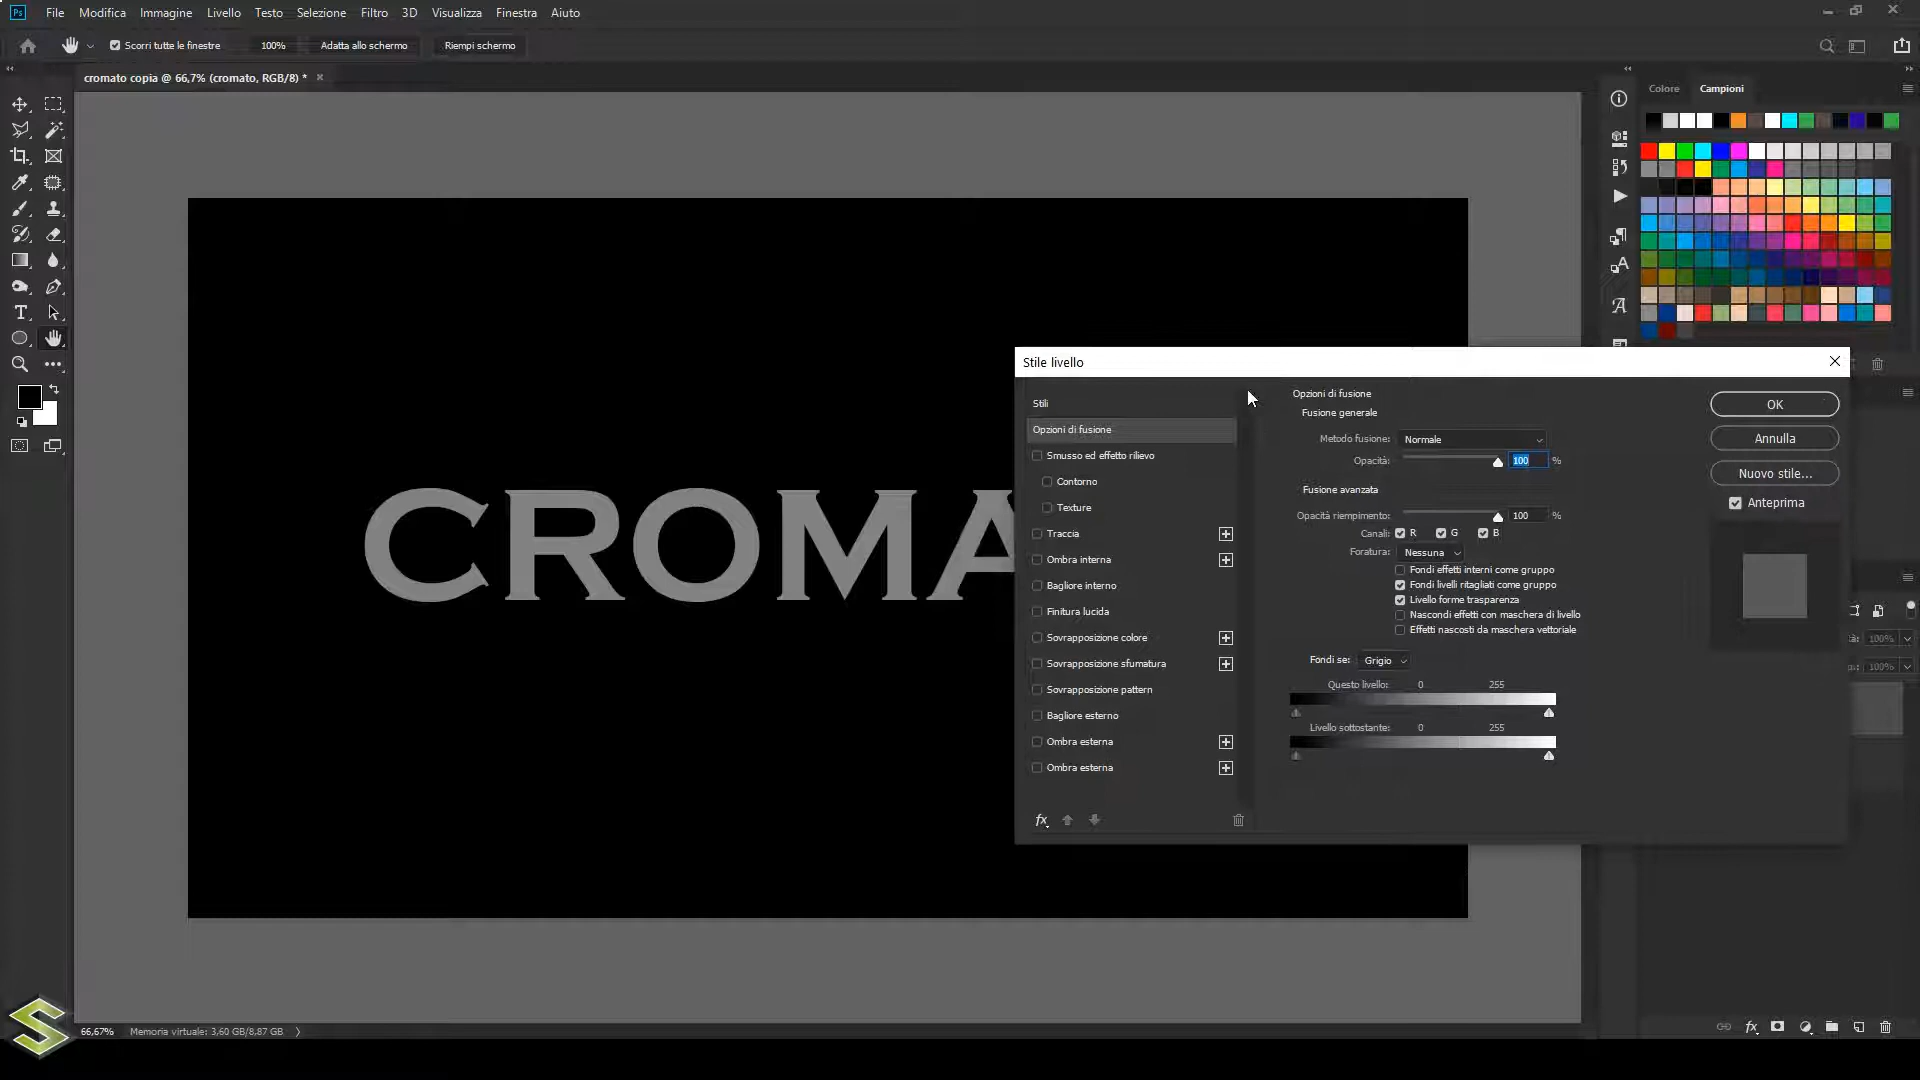 Ps File Modifica Immagine Livello Testo Selezione Filtro 3D Visualizza Finestra Aiuto
Scorri tutte le finestre 100% Adatta allo schermo Riempi schermo
cromato copia @ 66,7% (cromato, RGB/8) *
Colore Campioni
CROMA
Stile livello
Stili
Opzioni di fusione
Smusso ed effetto rilievo
Contorno
Texture
Traccia
Ombra interna
Bagliore interno
Finitura lucida
Sovrapposizione colore
Sovrapposizione sfumatura
Sovrapposizione pattern
Bagliore esterno
Ombra esterna
Ombra esterna
fx
Opzioni di fusione
Fusione generale
Metodo fusione: Normale
Opacità: 100 %
Fusione avanzata
Opacità riempimento: 100 %
Canali: R G B
Foratura: Nessuna
Fondi effetti interni come gruppo
Fondi livelli ritagliati come gruppo
Livello forme trasparenza
Nascondi effetti con maschera di livello
Effetti nascosti da maschera vettoriale
Fondi se: Grigio
Questo livello: 0 255
Livello sottostante: 0 255
OK
Annulla
Nuovo stile...
Anteprima
100%
100%
66,67% Memoria virtuale: 3,60 GB/8,87 GB
fx